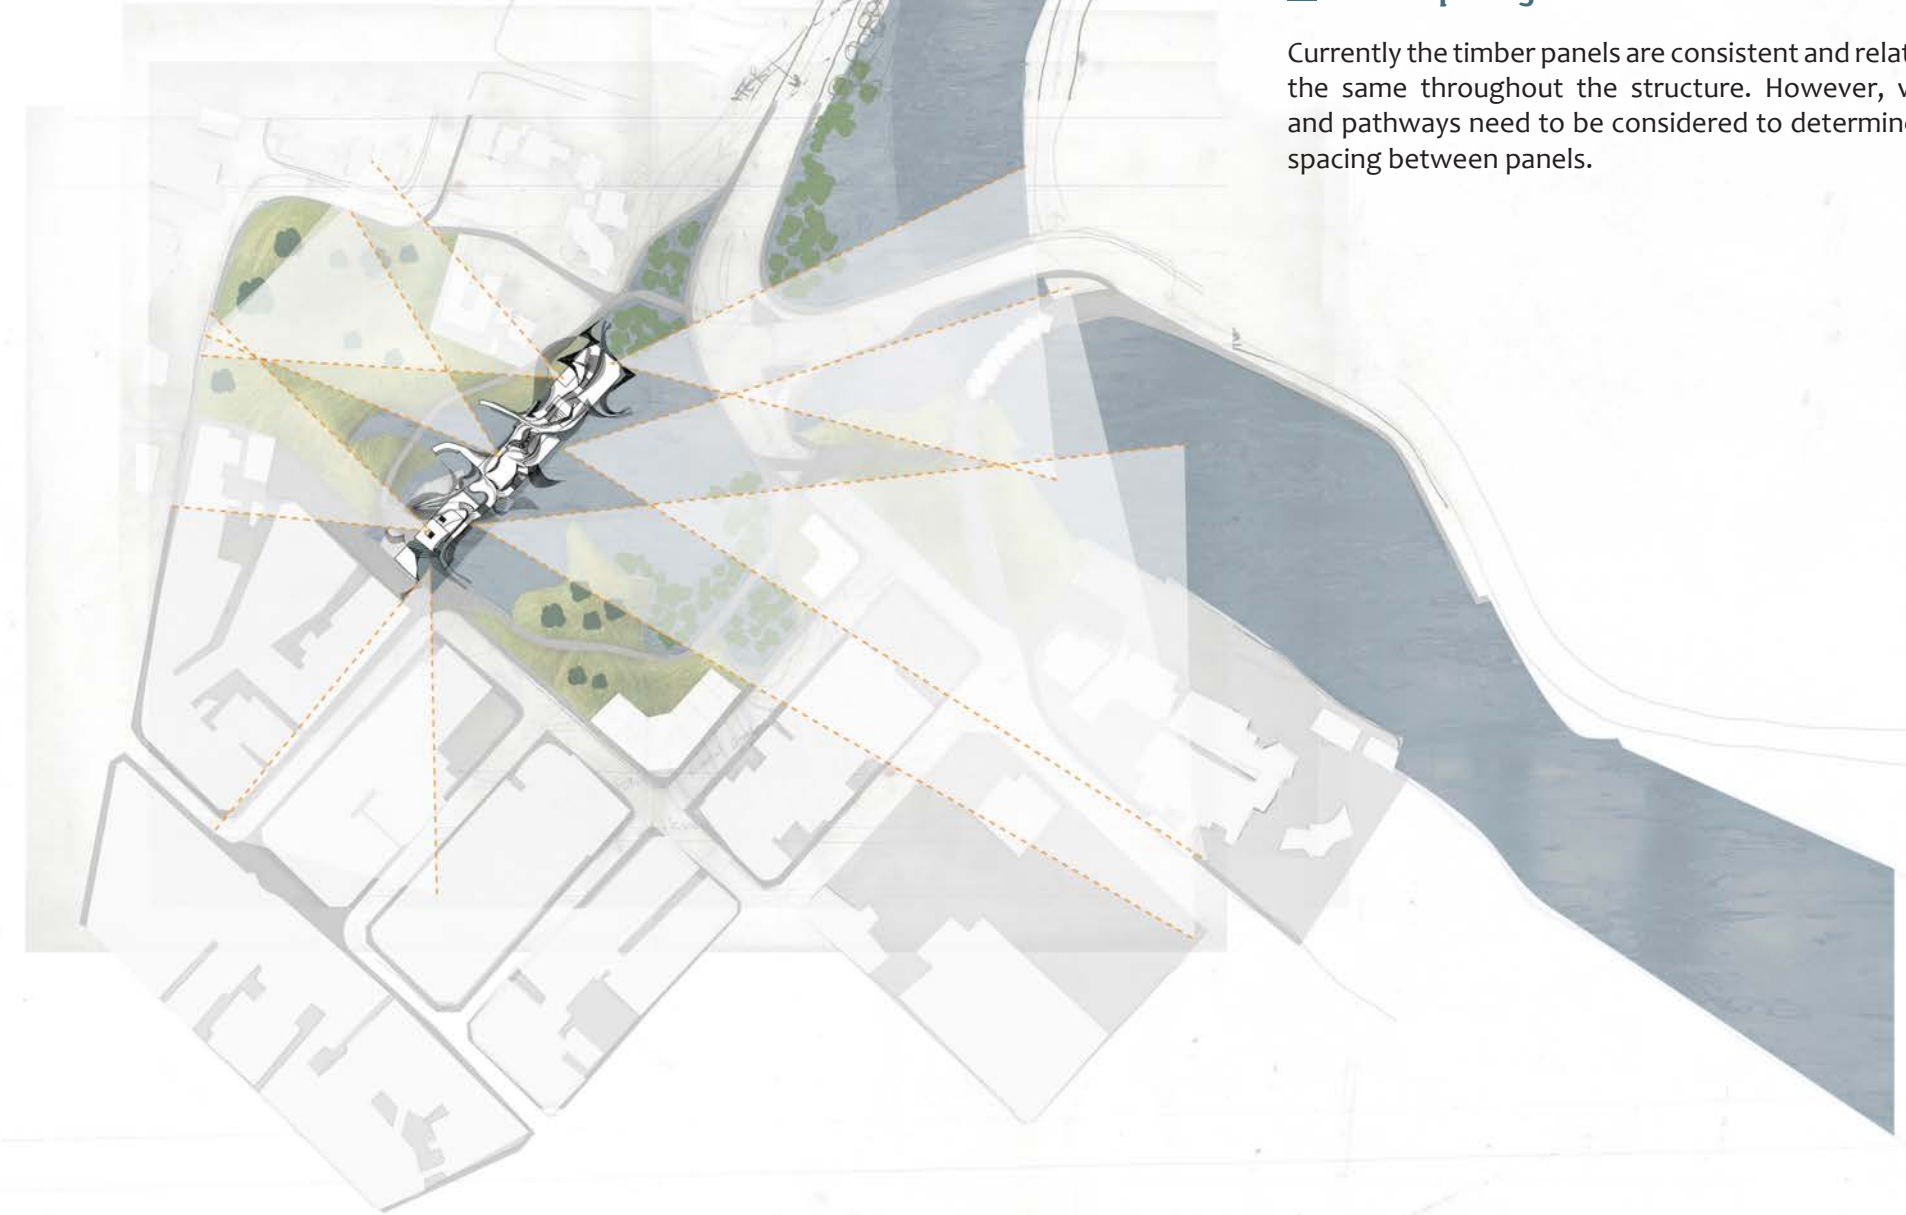 Currently the timber panels are consistent and relat
the same throughout the structure. However, v
and pathways need to be considered to determin
spacing between panels.